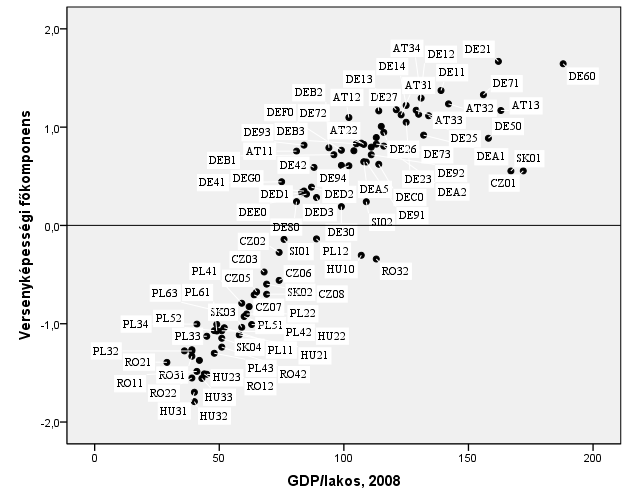 AT34
DE12
DE21
DE14
DE11
DE60
DE13
AT31
DE71
DEB2
AT12
DE27
AT32
AT13
DEF0
DE72
AT33
DE50
DE93
DEB3
AT22
DE25
AT11
DE26
DE73
DEA1
SK01
DEB1
DE42
DE92
DE41
DEG0
DE94
DE23
CZ01
DED1
DED2
DEA5
DEC0
DEA2
DEE0
DED3
SI02
DE91
DE80
DE30
CZ02
SI01
PL12
CZ03
HU10
RO32
PL41
CZ05
CZ06
PL63
PL61
SK02
CZ08
SK03
CZ07
PL22
PL34
PL52
PL51
PL42
HU22
PL33
PL32
SK04
PL11
HU21
RO21
PL43
RO42
RO31
HU23
RO12
RO11
RO22
HU33
HU31
HU32
2,0
1,0
0,0
-1,0
-2,0
Versenyképességi főkomponens
0
50
100
150
200
GDP/lakos, 2008